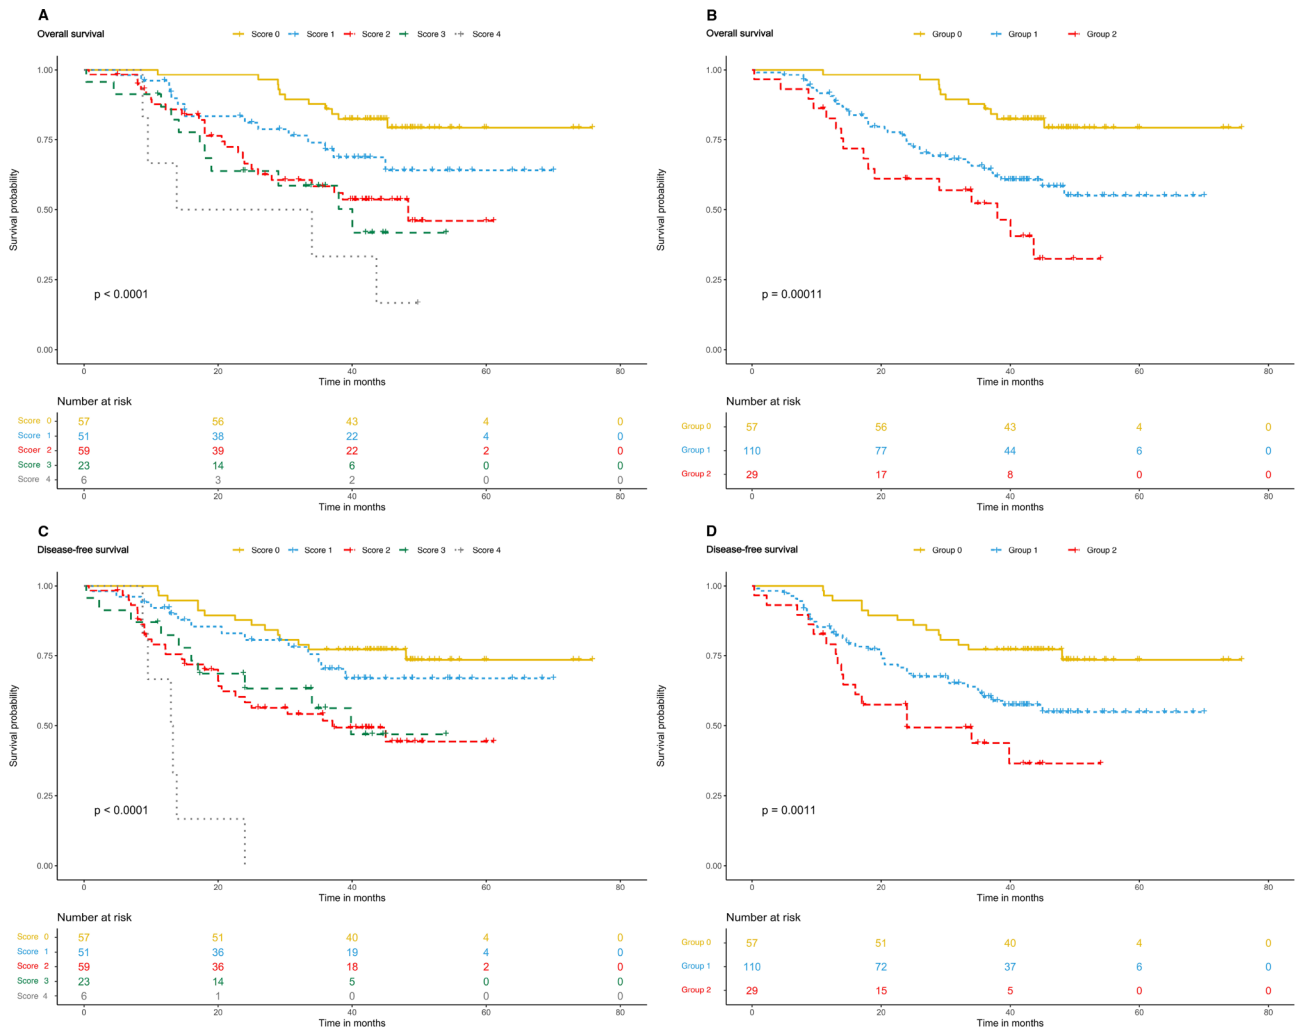 A
Overall survival
Score 0 Score 1 Score 2 Score 3 Score 4
1.00
0.75
0.50
0.25
0.00
Survival probability
p < 0.0001
0 20 40 60 80
Time in months
Number at risk
Score 0 57 56 43 4 0
Score 1 51 38 22 4 0
Scoer 2 59 39 22 2 0
Score 3 23 14 6 0 0
Score 4 6 3 2 0 0
0 20 40 60 80
Time in months
B
Overall survival
Group 0 Group 1 Group 2
1.00
0.75
0.50
0.25
0.00
Survival probability
p = 0.00011
0 20 40 60 80
Time in months
Number at risk
Group 0 57 56 43 4 0
Group 1 110 77 44 6 0
Group 2 29 17 8 0 0
0 20 40 60 80
Time in months
C
Disease-free survival
Score 0 Score 1 Score 2 Score 3 Score 4
1.00
0.75
0.50
0.25
0.00
Survival probability
p < 0.0001
0 20 40 60 80
Time in months
Number at risk
Score 0 57 51 40 4 0
Score 1 51 36 19 4 0
Score 2 59 36 18 2 0
Score 3 23 14 5 0 0
Score 4 6 1 0 0 0
0 20 40 60 80
Time in months
D
Disease-free survival
Group 0 Group 1 Group 2
1.00
0.75
0.50
0.25
0.00
Survival probability
p = 0.0011
0 20 40 60 80
Time in months
Number at risk
Group 0 57 51 40 4 0
Group 1 110 72 37 6 0
Group 2 29 15 5 0 0
0 20 40 60 80
Time in months